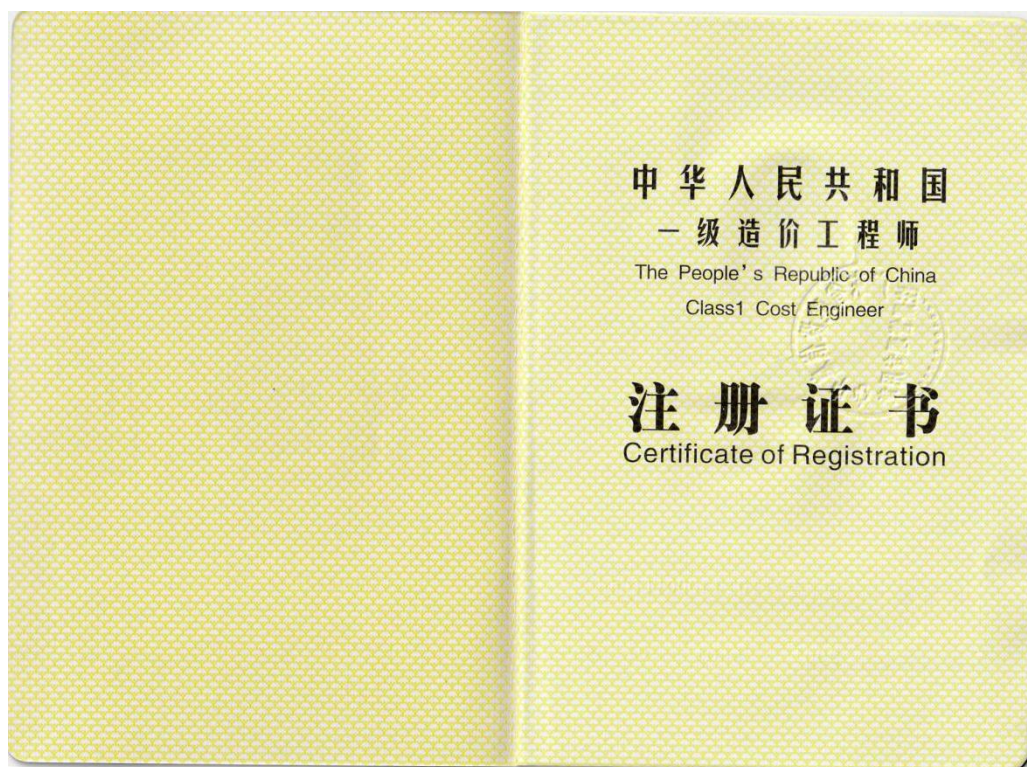 中华人民共和国
一级造价工程师
The People's Republic of China
Class1 Cost Engineer
注册证书
Certificate of Registration